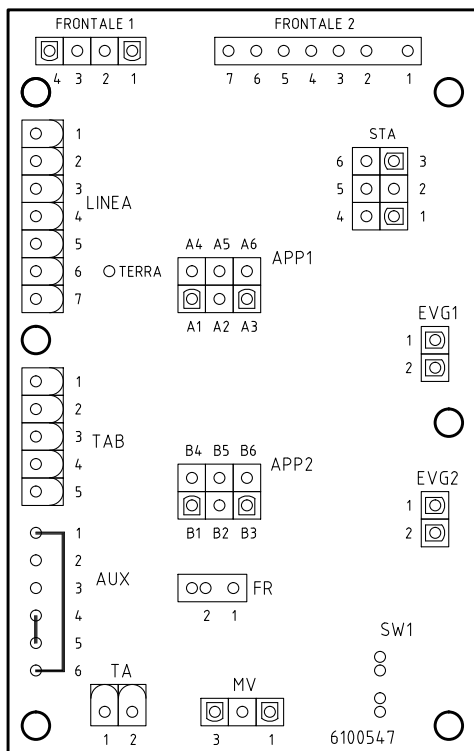 FRONTALE 1 FRONTALE 2
4 3 2 1 7 6 5 4 3 2 1
STA
1
2
3
4
5
6
7
LINEA
6 3
5 2
4 1
TERRA
A4 A5 A6
APP1
A1 A2 A3
EVG1
1
2
1
2
3
4
5
TAB
B4 B5 B6
APP2
B1 B2 B3
EVG2
1
2
1
2
3
4
5
6
AUX
FR
2 1
SW1
TA
1 2
MV
3 1
6100547